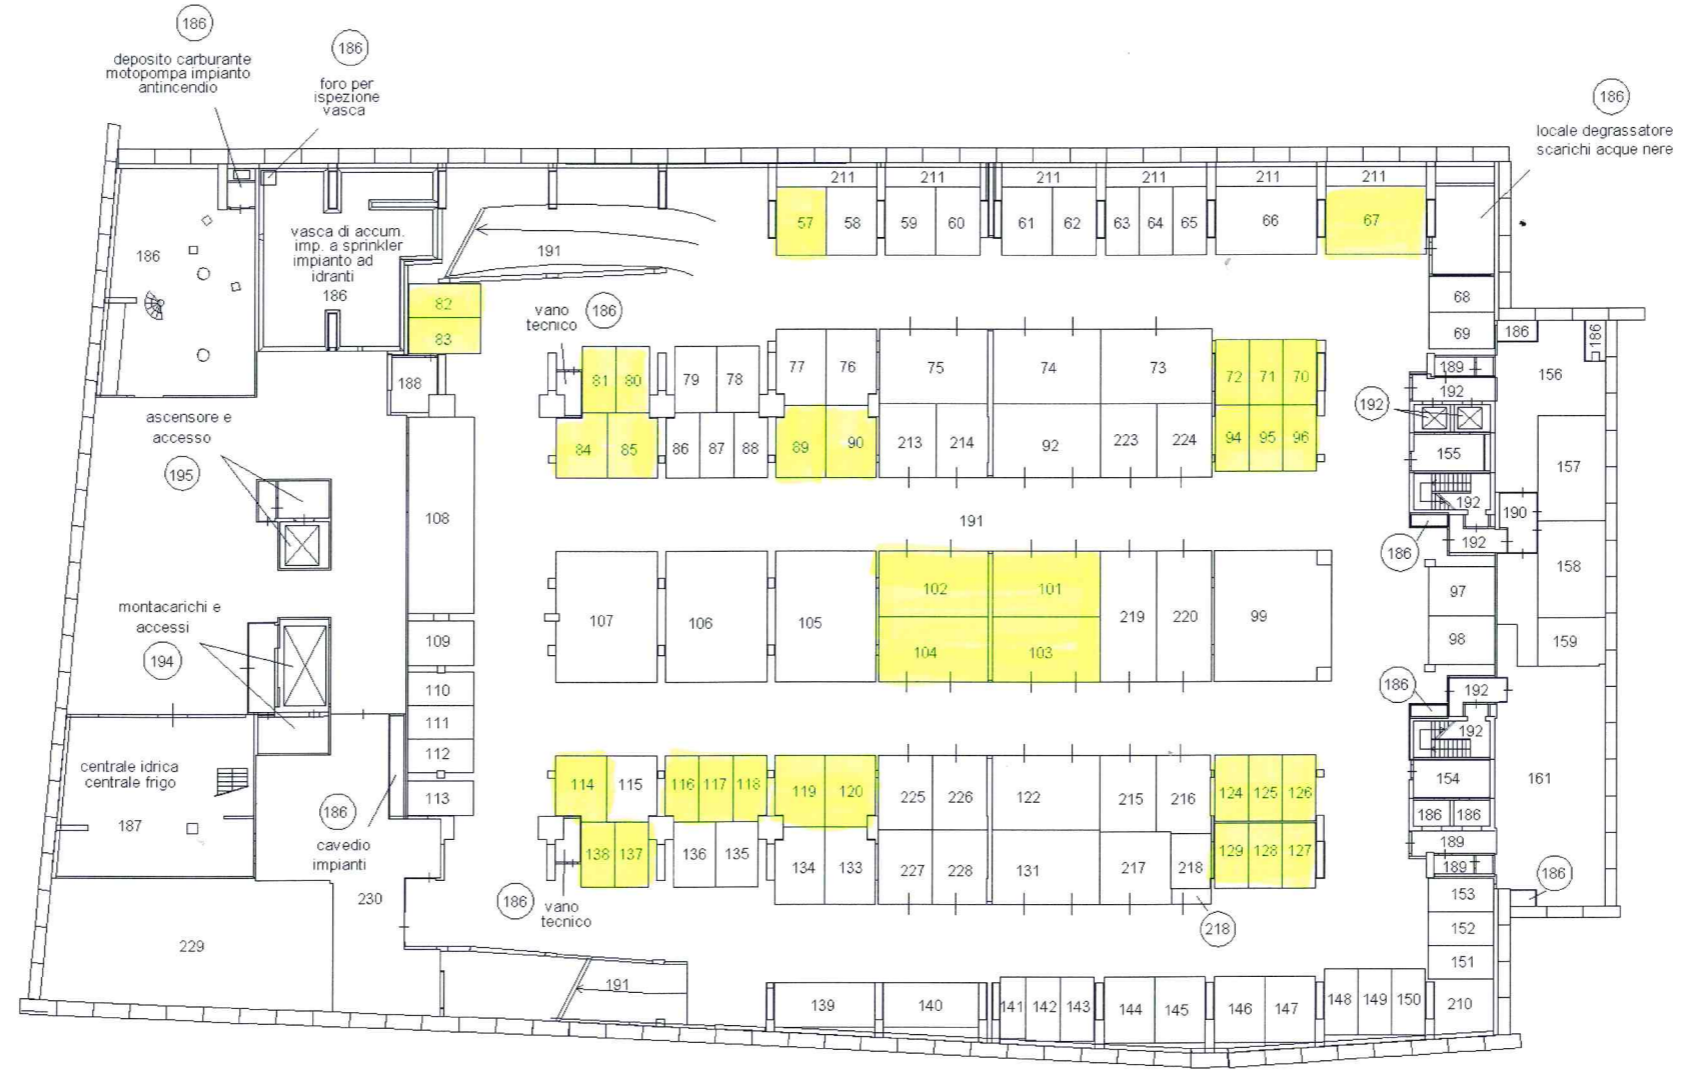 186
deposito carburante
motopompa impianto
antincendio
186
foro per
ispezione
vasca
186
locale degrassatore
scarichi acque nere
211 211 211 211 211 211
57 58 59 60 61 62 63 64 65 66 67
186
vasca di accum.
imp. a sprinkler
impianto ad
idranti
186
191
82
83
vano
tecnico
186
68
69
186
186
188
81 80 79 78 77 76 75 74 73 72 71 70
189
156
192
192
ascensore e
accesso
195
84 85 86 87 88 89 90 213 214 92 223 224 94 95 96
155
157
108
191
192
190
192
186
158
107 106 105 102 101 219 220 99
104 103
97
98
159
montacarichi e
accessi
194
109
110
111
112
113
186
192
192
centrale idrica
centrale frigo
187
186
cavedio
impianti
114 115 116 117 118 119 120 225 226 122 215 216 124 125 126
154
161
186 186
189
189
138 137 136 135 134 133 227 228 131 217 218 129 128 127
186
vano
tecnico
218
186
153
152
151
210
230
229
191
139 140 141 142 143 144 145 146 147 148 149 150